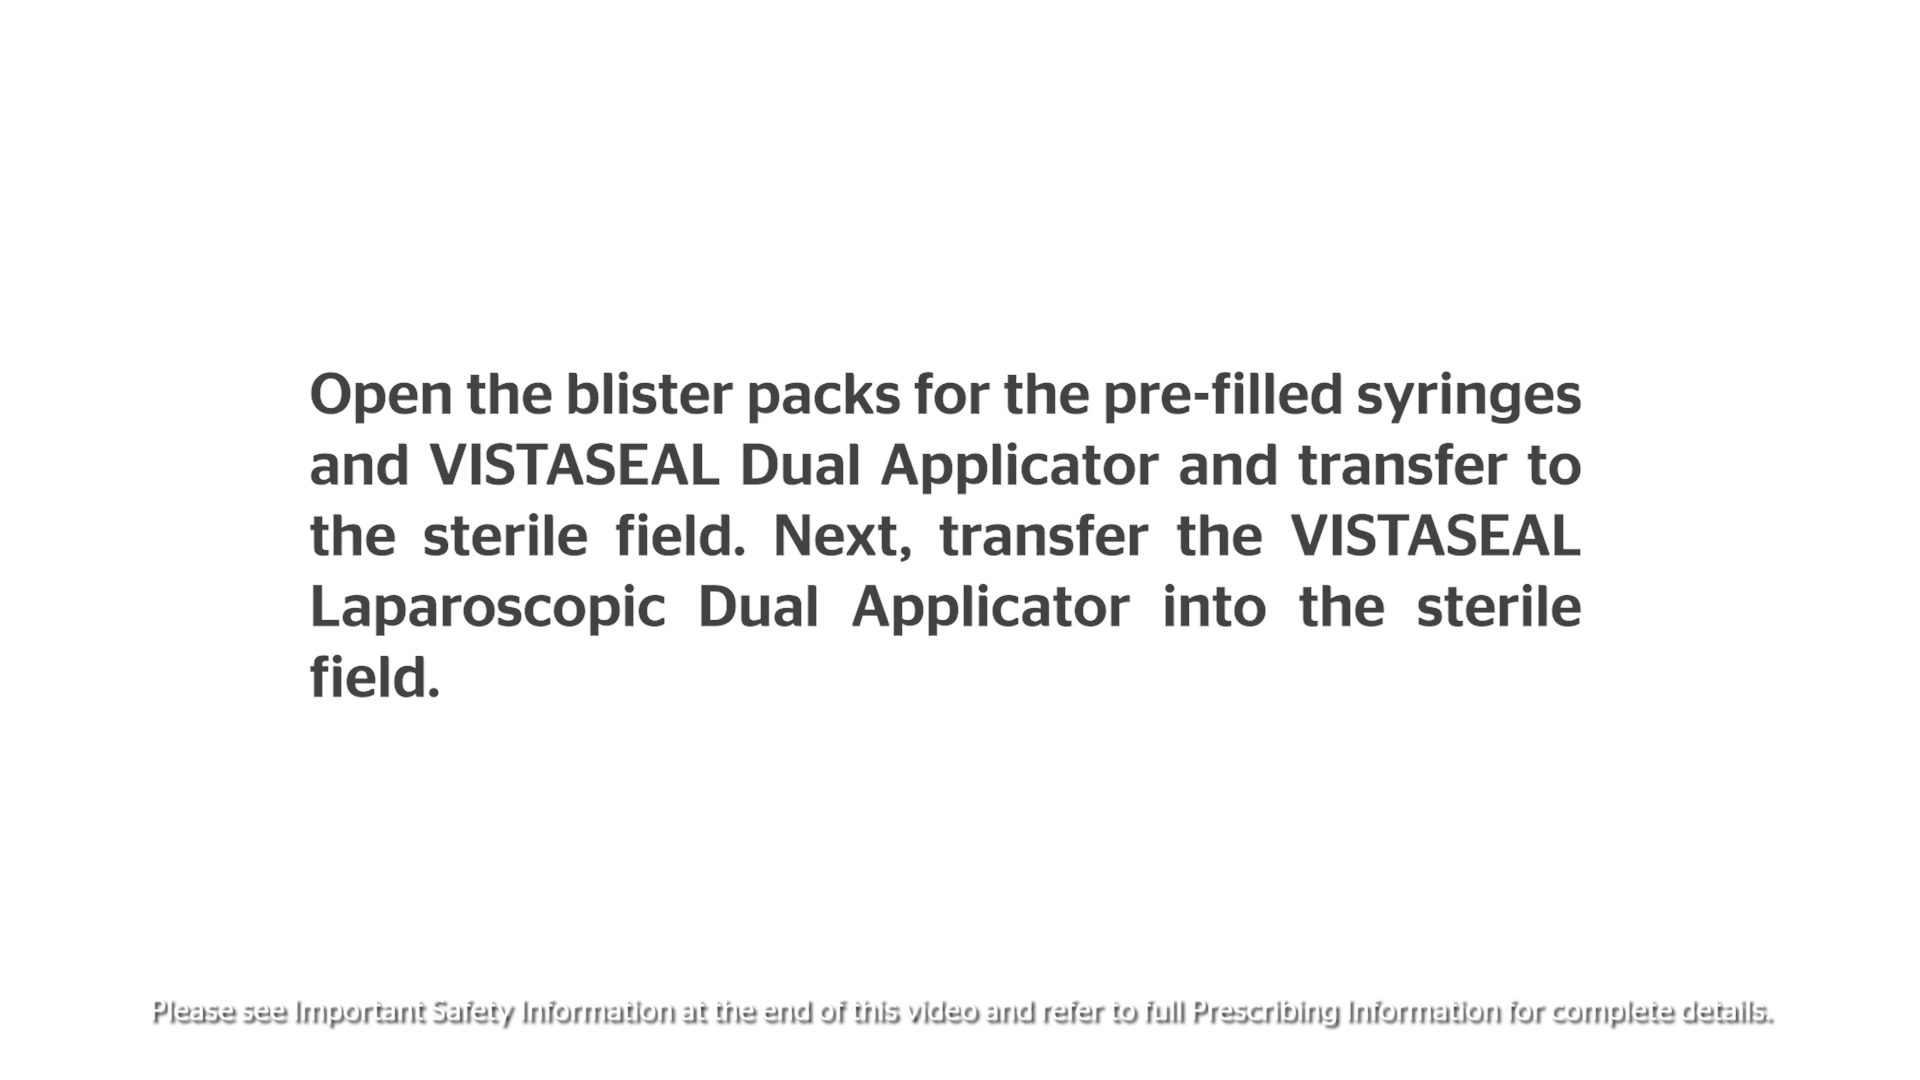 Open the blister packs for the pre-filled syringes
and VISTASEAL Dual Applicator and transfer to
the sterile field. Next, transfer the VISTASEAL
Laparoscopic Dual Applicator into the sterile
field.
Please see Important Safety Information at the end of this video and refer to full Prescribing Information for complete details.